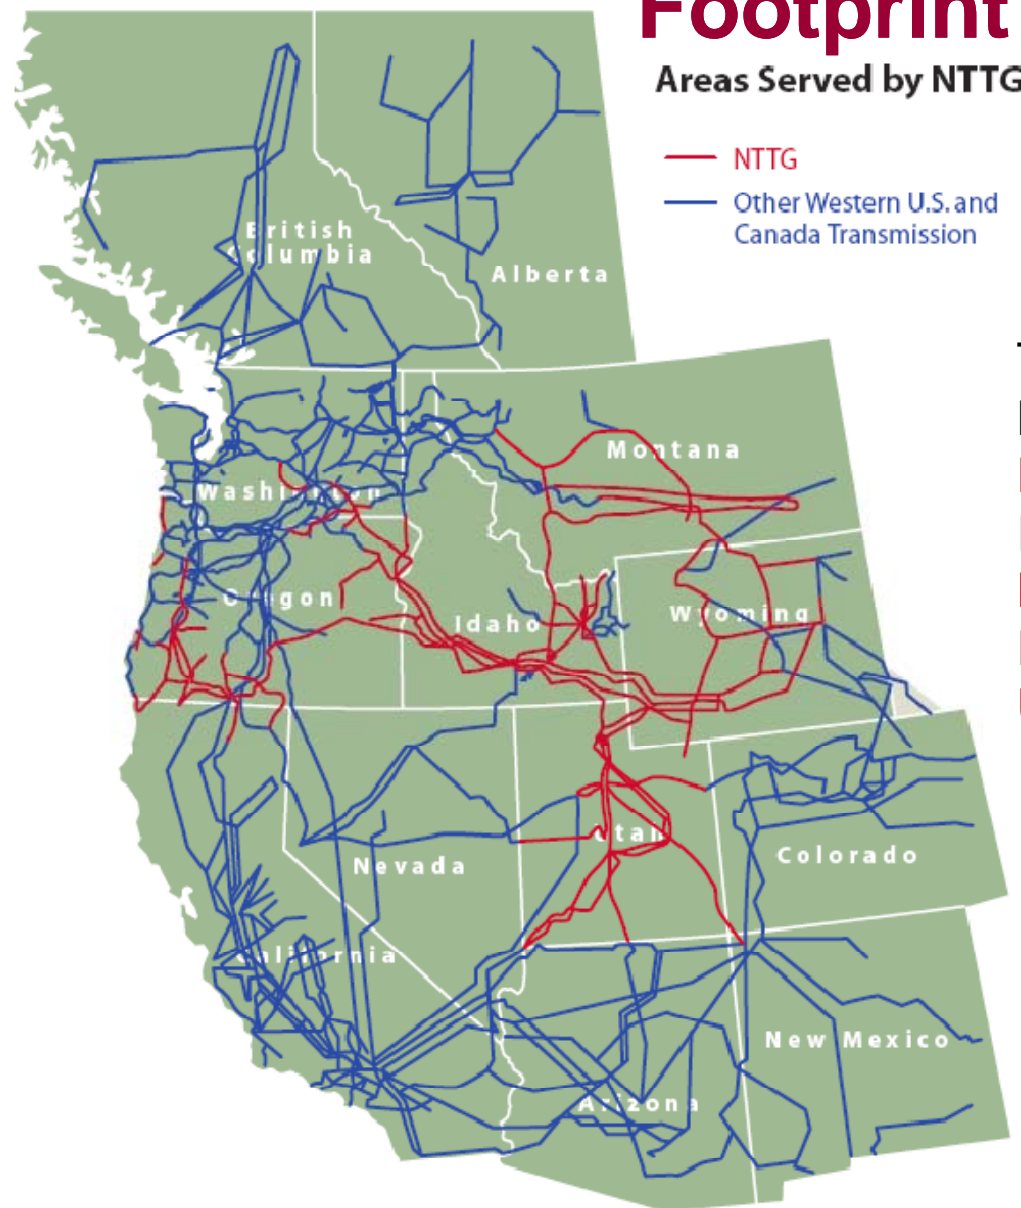 Footprint
Areas Served by NTTG
NTTG
Other Western U.S. and
Canada Transmission
British
Columbia
Alberta
Montana
Washington
Oregon
Idaho
Wyoming
Utah
Colorado
Nevada
California
New Mexico
Arizona